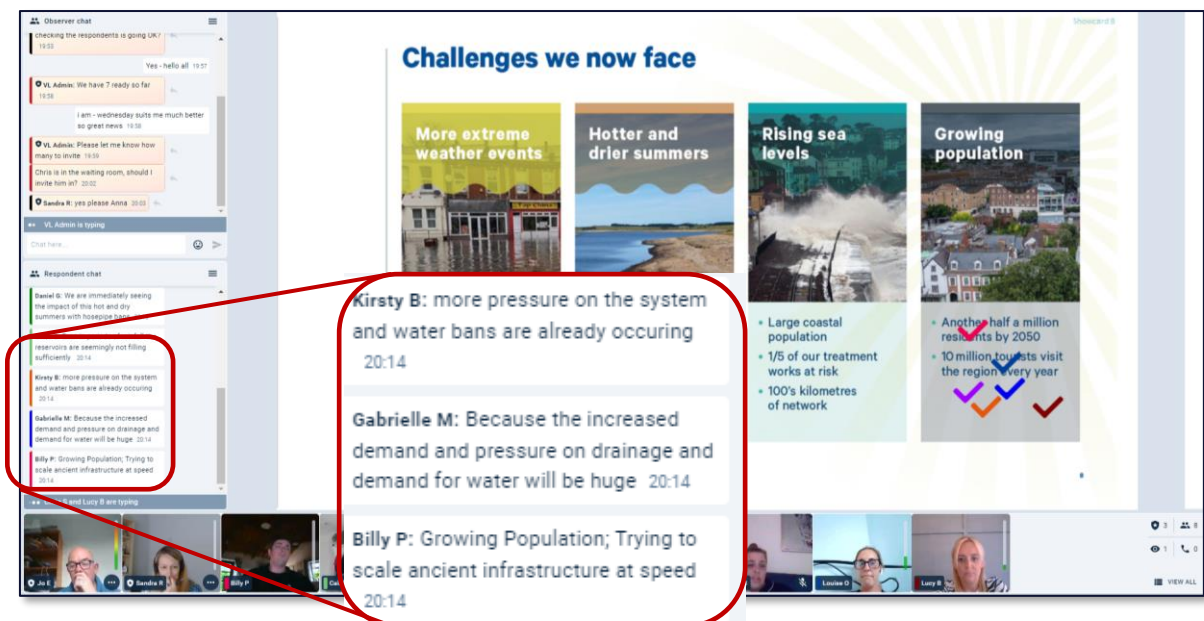 Observer chat
checking the respondents is going OK?
19:53
Yes - hello all 19:57
VL Admin: We have 7 ready so far
19:58
i am - wednesday suits me much better
so great news 19:58
VL Admin: Please let me know how
many to invite 19:59
Chris is in the waiting room, should I
invite him in? 20:02
Sandra R: yes please Anna 20:03
VL Admin is typing
Chat here...
Respondent chat
Daniel G: We are immediately seeing
the impact of this hot and dry
summers with hosepipe bans
reservoirs are seemingly not filling
sufficiently 20:14
Kirsty B: more pressure on the system
and water bans are already occuring
20:14
Gabrielle M: Because the increased
demand and pressure on drainage and
demand for water will be huge 20:14
Billy P: Growing Population; Trying to
scale ancient infrastructure at speed
20:14
and Lucy B are typing
Showcard B
Challenges we now face
More extreme
weather events
Hotter and
drier summers
Rising sea
levels
Growing
population
• Large coastal
population
• 1/5 of our treatment
works at risk
• 100's kilometres
of network
• Another half a million
residents by 2050
• 10 million tourists visit
the region every year
Kirsty B: more pressure on the system
and water bans are already occuring
20:14
Gabrielle M: Because the increased
demand and pressure on drainage and
demand for water will be huge 20:14
Billy P: Growing Population; Trying to
scale ancient infrastructure at speed
20:14
Jo E
Sandra R
Billy P
Louise O
Lucy B
3
8
1
0
VIEW ALL